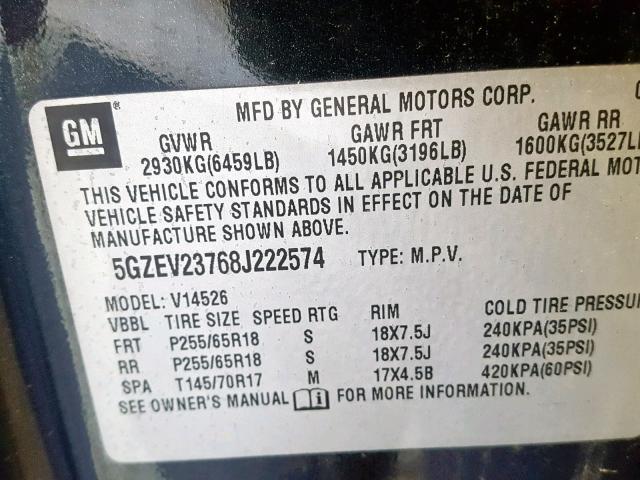 GM
®
MFD BY GENERAL MOTORS CORP.
GVWR GAWR FRT GAWR RR
2930KG(6459LB) 1450KG(3196LB) 1600KG(3527L
THIS VEHICLE CONFORMS TO ALL APPLICABLE U.S. FEDERAL MOT
VEHICLE SAFETY STANDARDS IN EFFECT ON THE DATE OF
MANUFACTURE SHOWN ABOVE.
5GZEV23768J222574 TYPE: M.P.V.
MODEL: V14526
VBBL TIRE SIZE SPEED RTG RIM COLD TIRE PRESSUR
FRT P255/65R18 S 18X7.5J 240KPA(35PSI)
RR P255/65R18 S 18X7.5J 240KPA(35PSI)
SPA T145/70R17 M 17X4.5B 420KPA(60PSI)
SEE OWNER'S MANUAL FOR MORE INFORMATION.